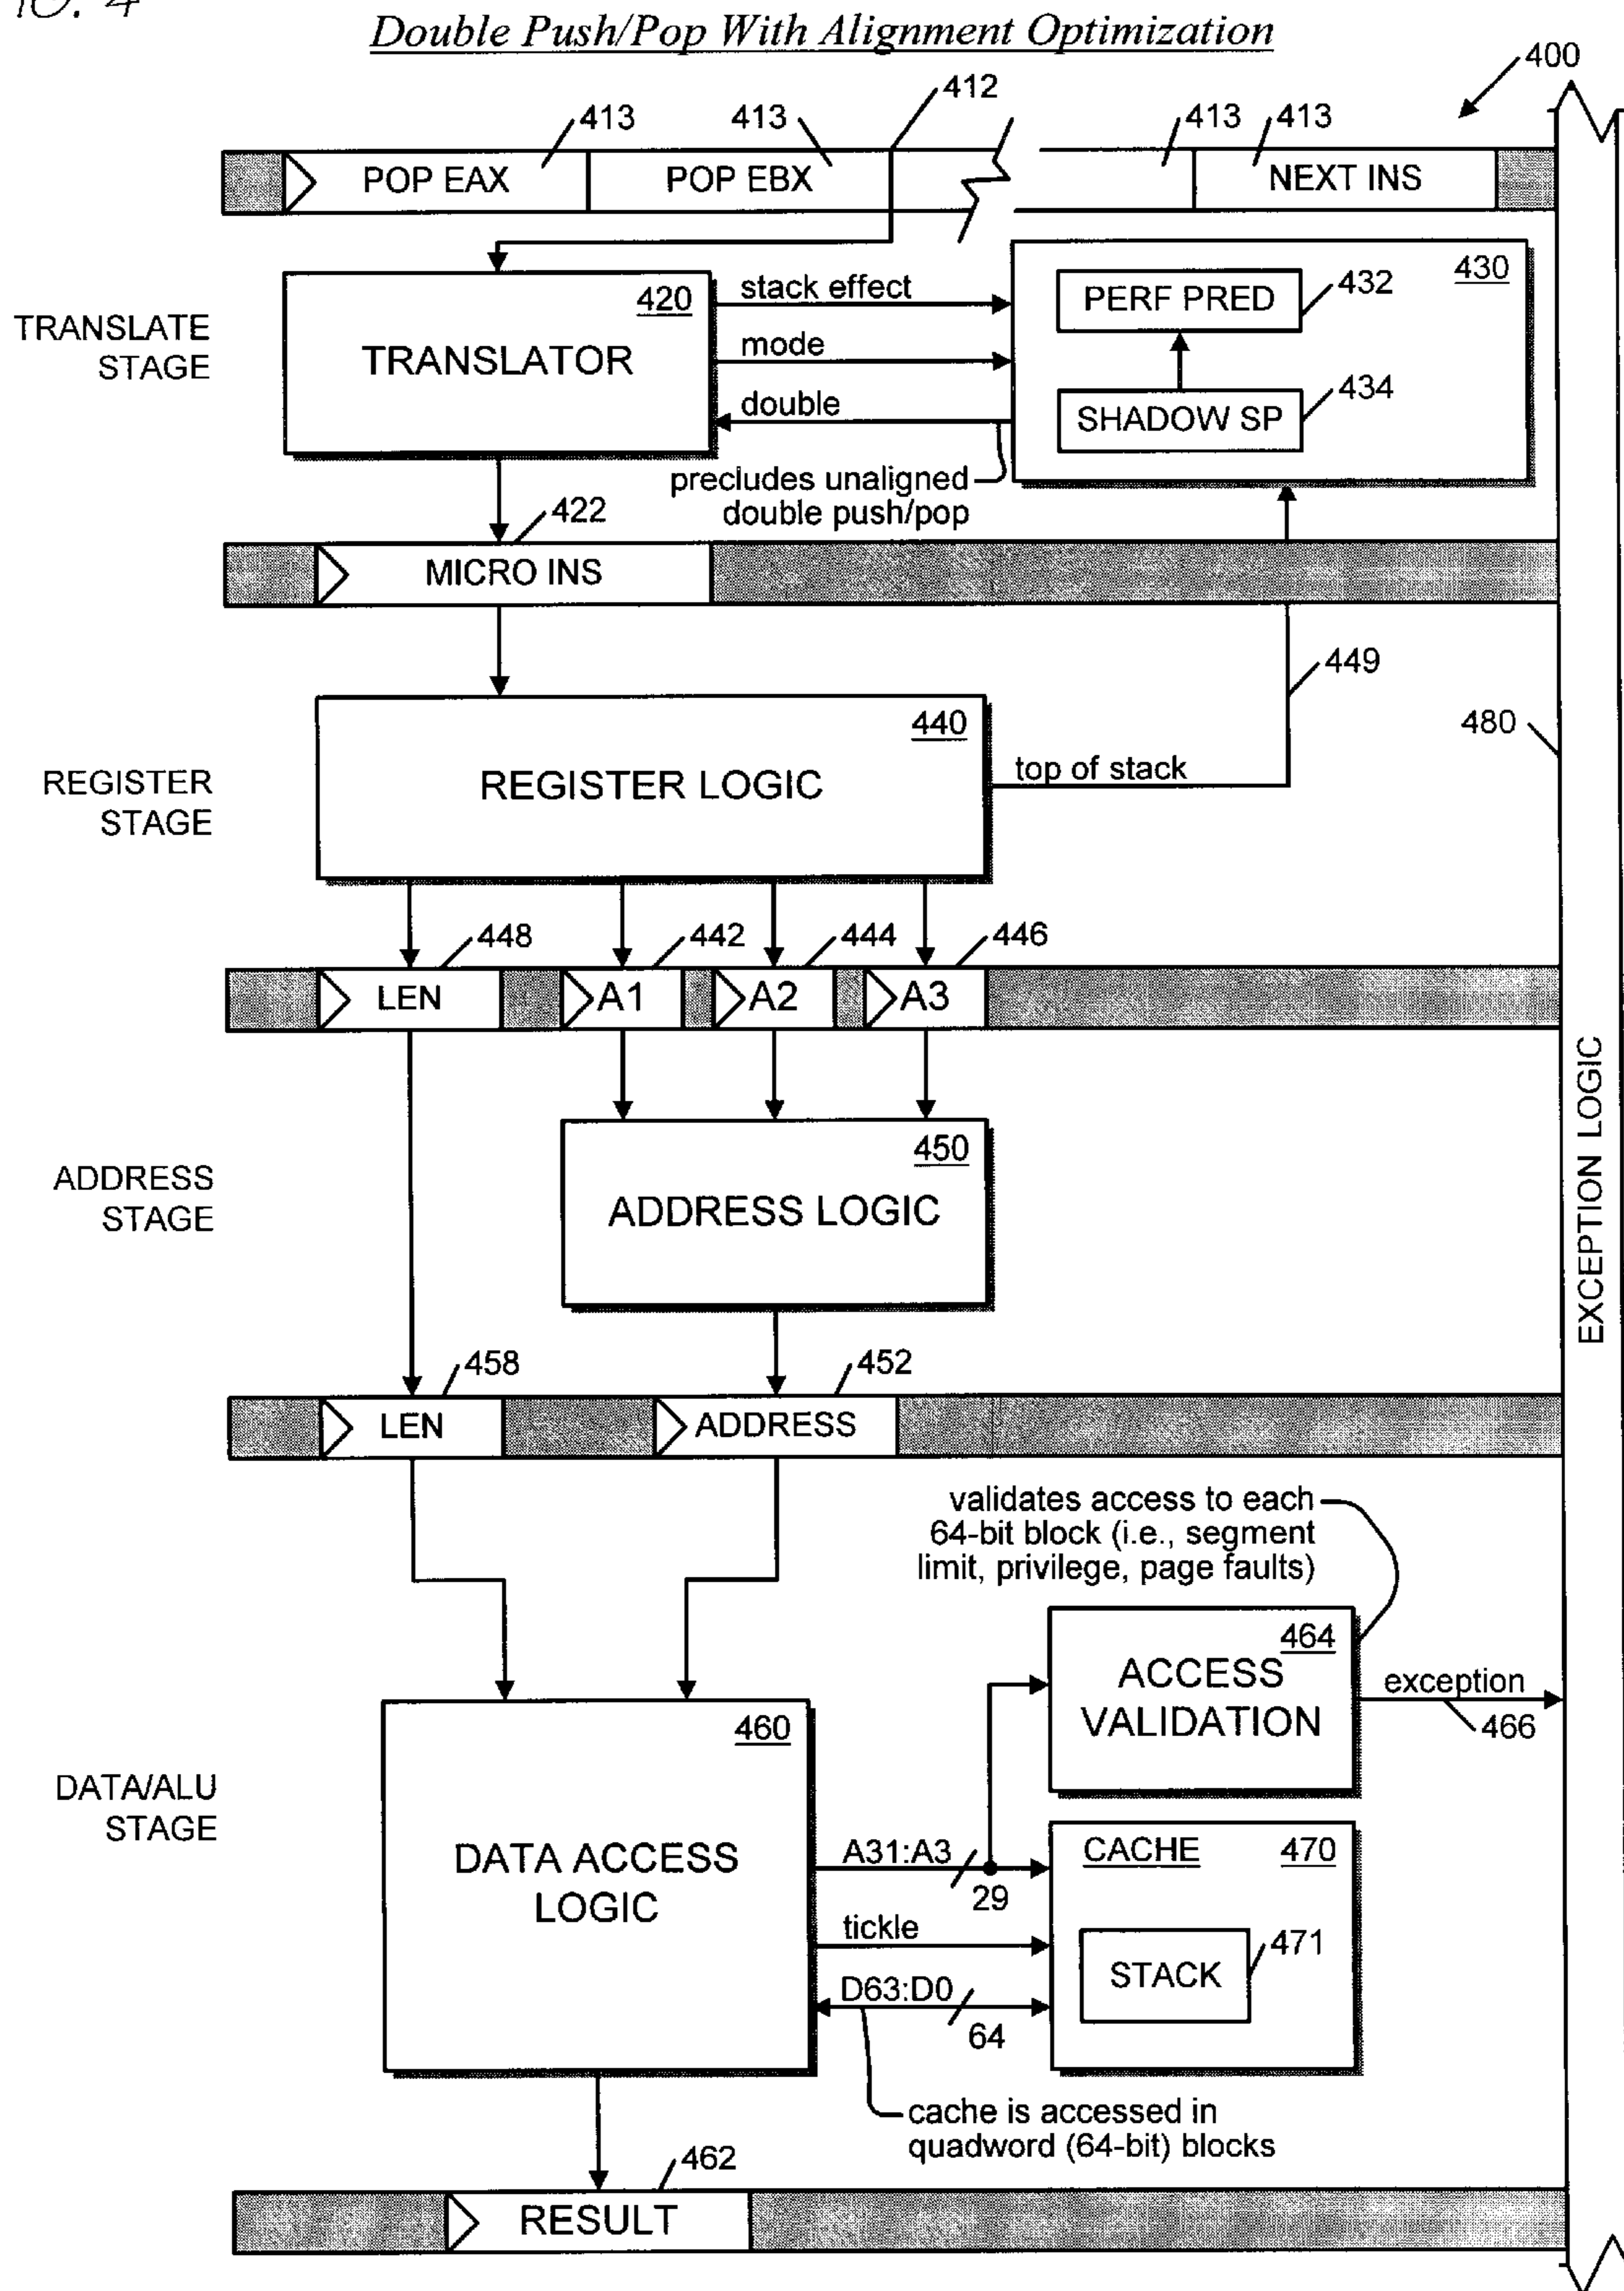 Double Push/Pop With Alignment Optimization
400
412
413
413
413
413
POP EAX
POP EBX
NEXT INS
TRANSLATE
STAGE
420
TRANSLATOR
stack effect
mode
double
430
PERF PRED
432
SHADOW SP
434
precludes unaligned
double push/pop
422
MICRO INS
449
REGISTER
STAGE
440
REGISTER LOGIC
top of stack
480
448
442
444
446
LEN
A1
A2
A3
ADDRESS
STAGE
450
ADDRESS LOGIC
EXCEPTION LOGIC
458
452
LEN
ADDRESS
validates access to each
64-bit block (i.e., segment
limit, privilege, page faults)
464
ACCESS
VALIDATION
exception
466
DATA/ALU
STAGE
460
DATA ACCESS
LOGIC
A31:A3
29
tickle
D63:D0
64
CACHE
470
STACK
471
cache is accessed in
quadword (64-bit) blocks
462
RESULT